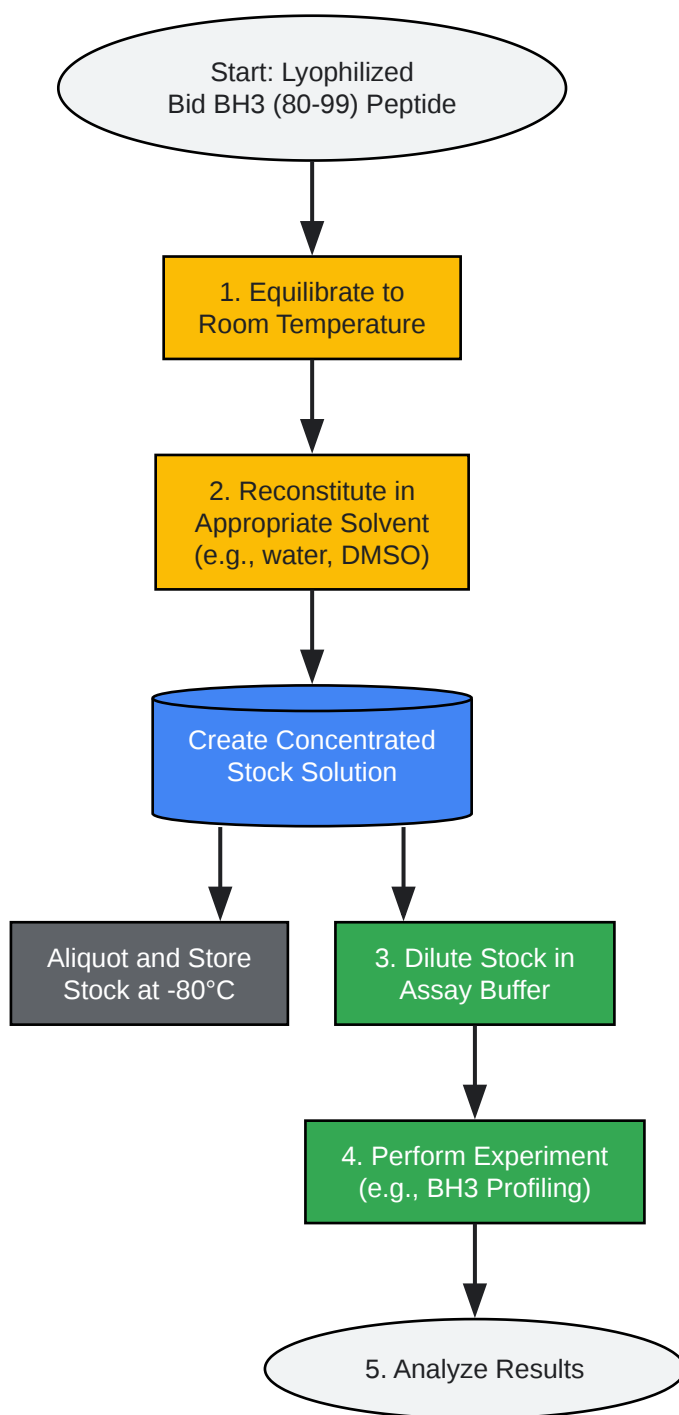 Start: Lyophilized
Bid BH3 (80-99) Peptide
1. Equilibrate to
Room Temperature
2. Reconstitute in
Appropriate Solvent
(e.g., water, DMSO)
Create Concentrated
Stock Solution
Aliquot and Store
Stock at -80°C
3. Dilute Stock in
Assay Buffer
4. Perform Experiment
(e.g., BH3 Profiling)
5. Analyze Results